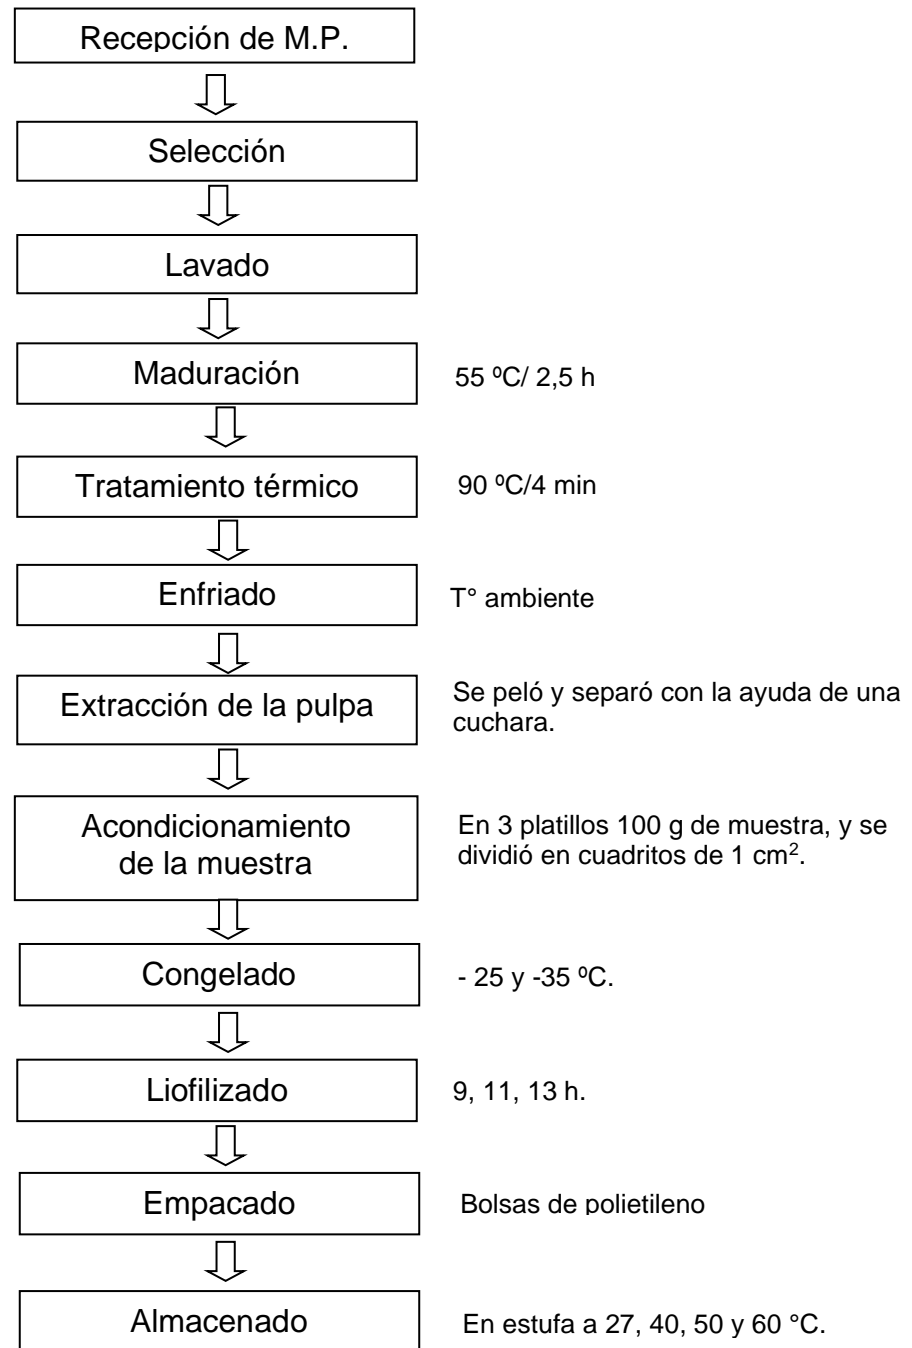 Recepción de M.P.
Selección
Lavado
Maduración
55 ºC/ 2,5 h
Tratamiento térmico
90 ºC/4 min
Enfriado
T° ambiente
Extracción de la pulpa
Se peló y separó con la ayuda de una
cuchara.
Acondicionamiento
de la muestra
En 3 platillos 100 g de muestra, y se
dividió en cuadritos de 1 cm².
Congelado
- 25 y -35 ºC.
Liofilizado
9, 11, 13 h.
Empacado
Bolsas de polietileno
Almacenado
En estufa a 27, 40, 50 y 60 °C.